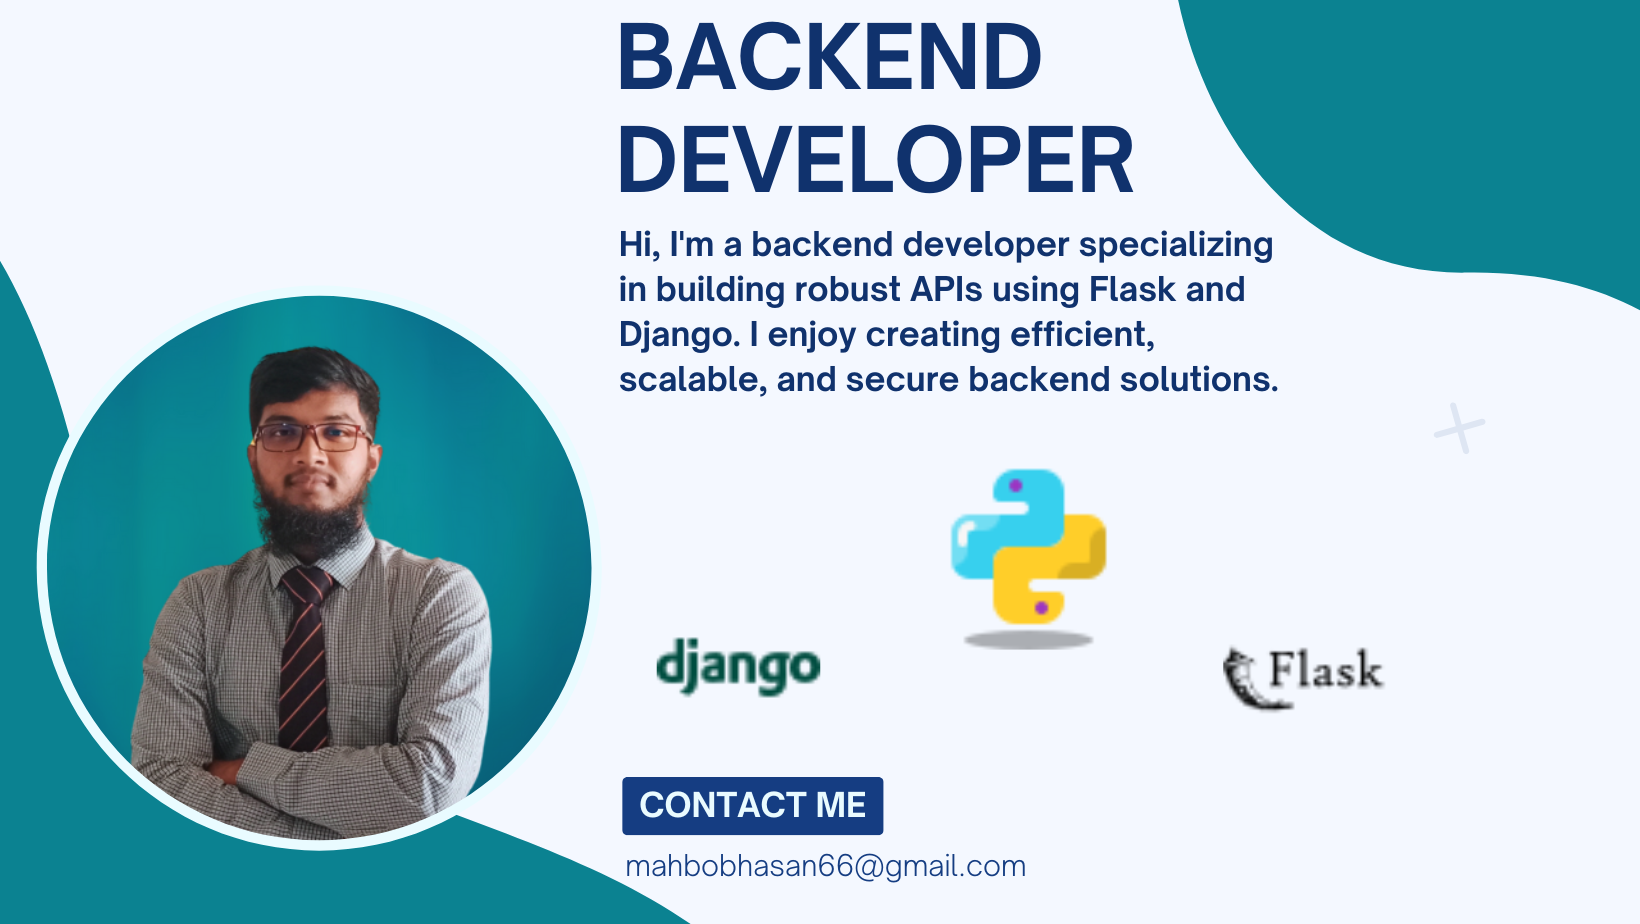 BACKEND
DEVELOPER
Hi, I'm a backend developer specializing
in building robust APIs using Flask and
Django. I enjoy creating efficient,
scalable, and secure backend solutions.
django
Flask
CONTACT ME
mahbobhasan66@gmail.com